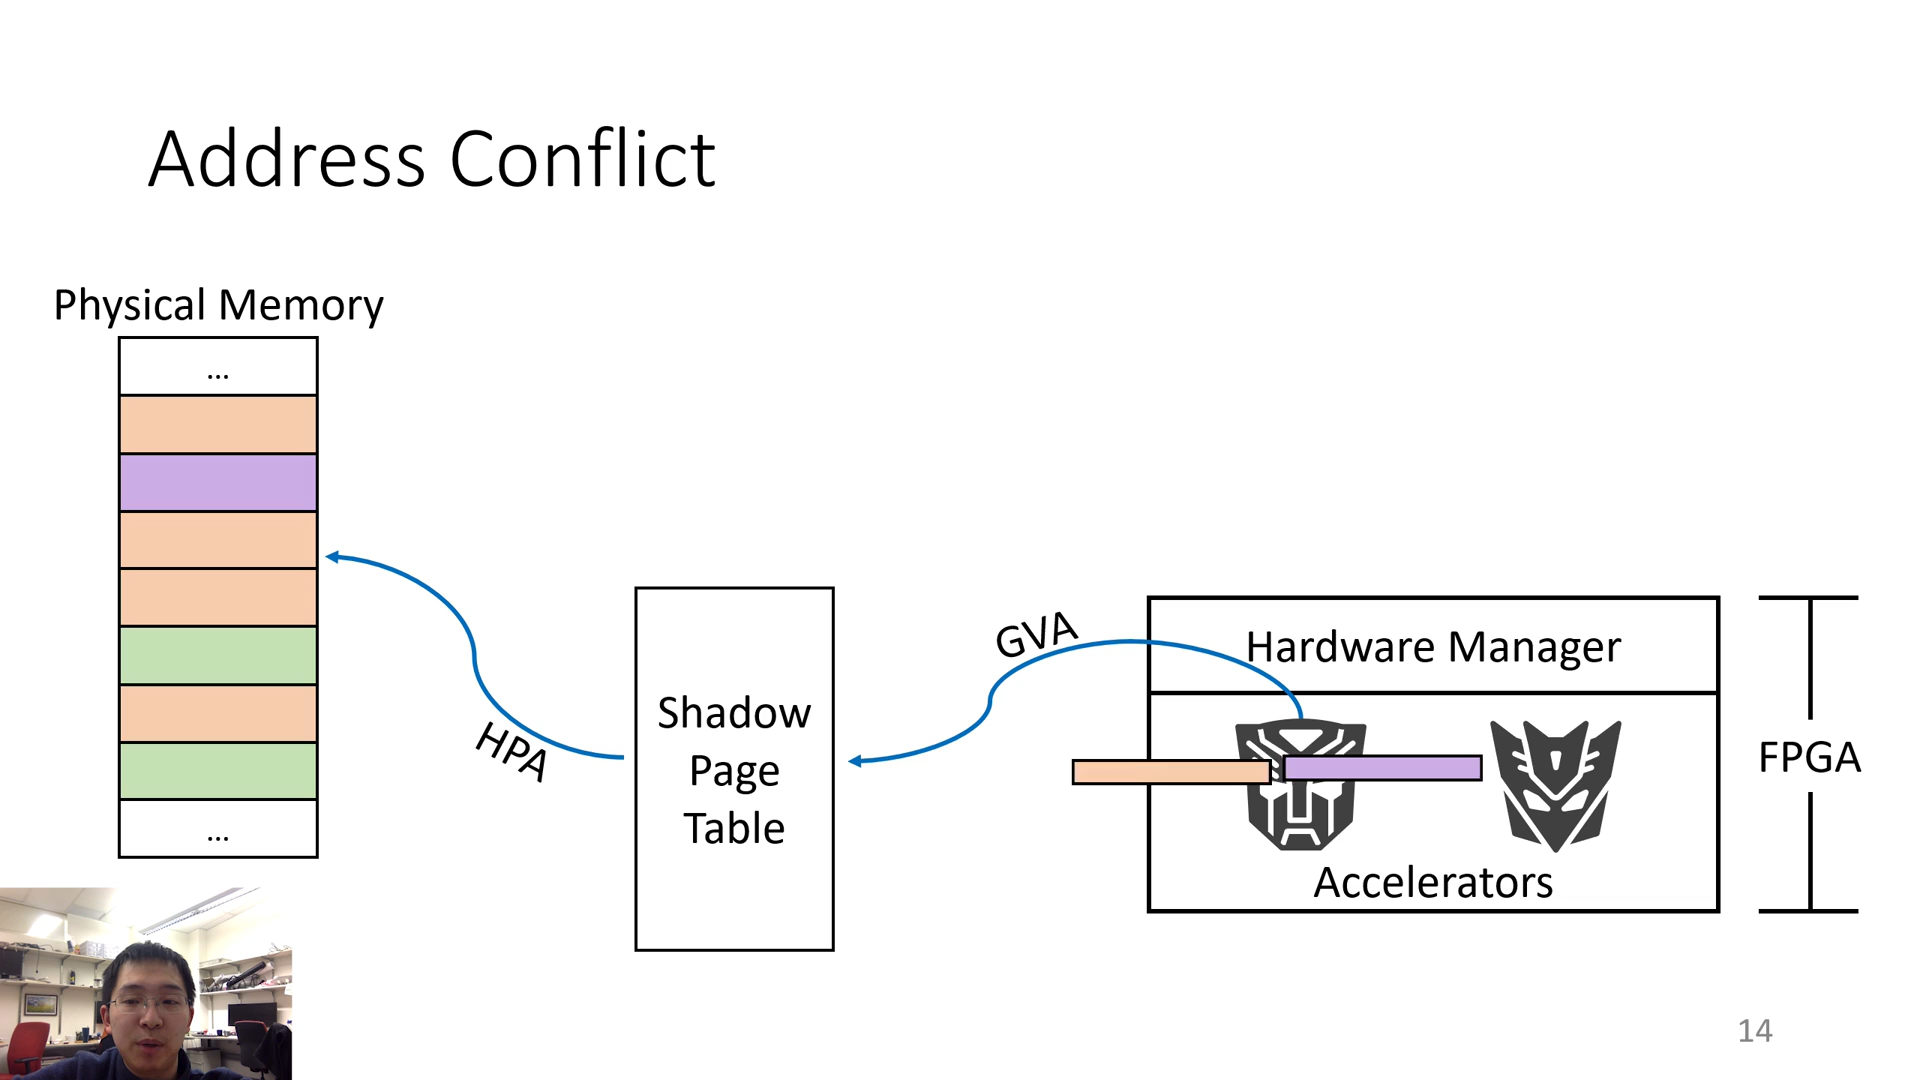 Address Conflict
Physical Memory
...
...
HPA
Shadow
Page
Table
GVA
Hardware Manager
Accelerators
FPGA
14